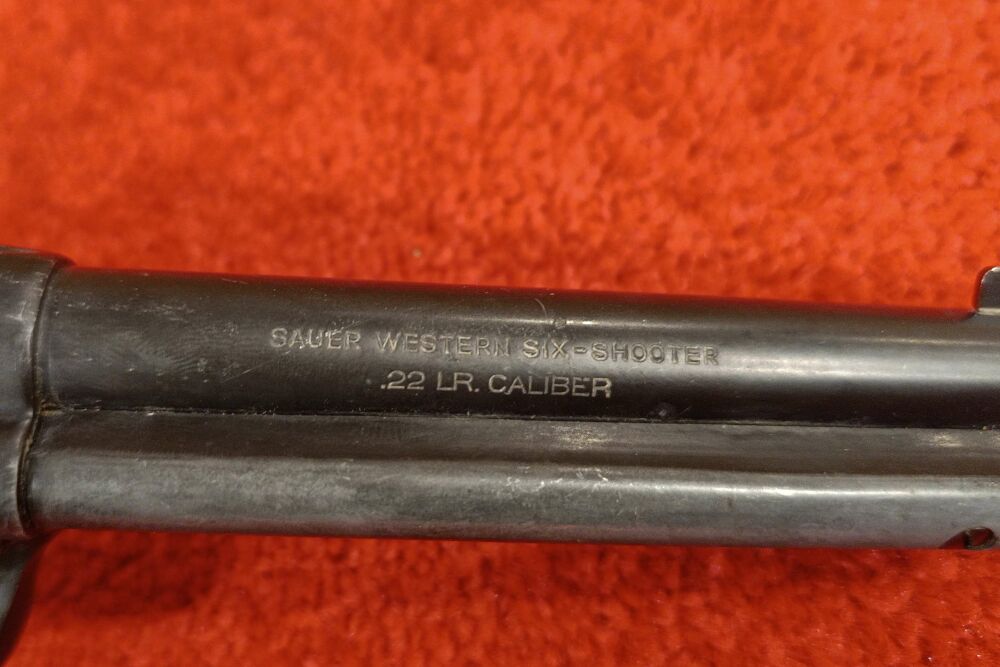 SAUER WESTERN SIX-SHOOTER
.22 LR. CALIBER